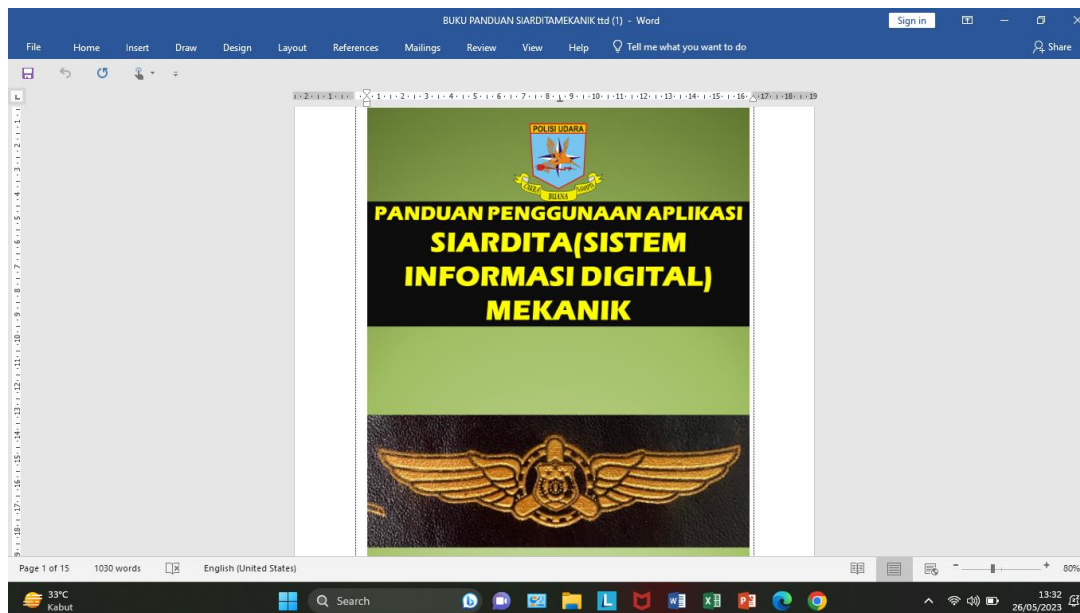 BUKU PANDUAN SIARDITAMEKANIK ttd (1) - Word
Sign in
File Home Insert Draw Design Layout References Mailings Review View Help Tell me what you want to do
Share
POLISI UDARA
CAKRA BUANA
PANDUAN PENGGUNAAN APLIKASI
SIARDITA(SISTEM
INFORMASI DIGITAL)
MEKANIK
Page 1 of 15 1030 words English (United States)
80%
33°C
Kabut
Search
13:32
26/05/2023